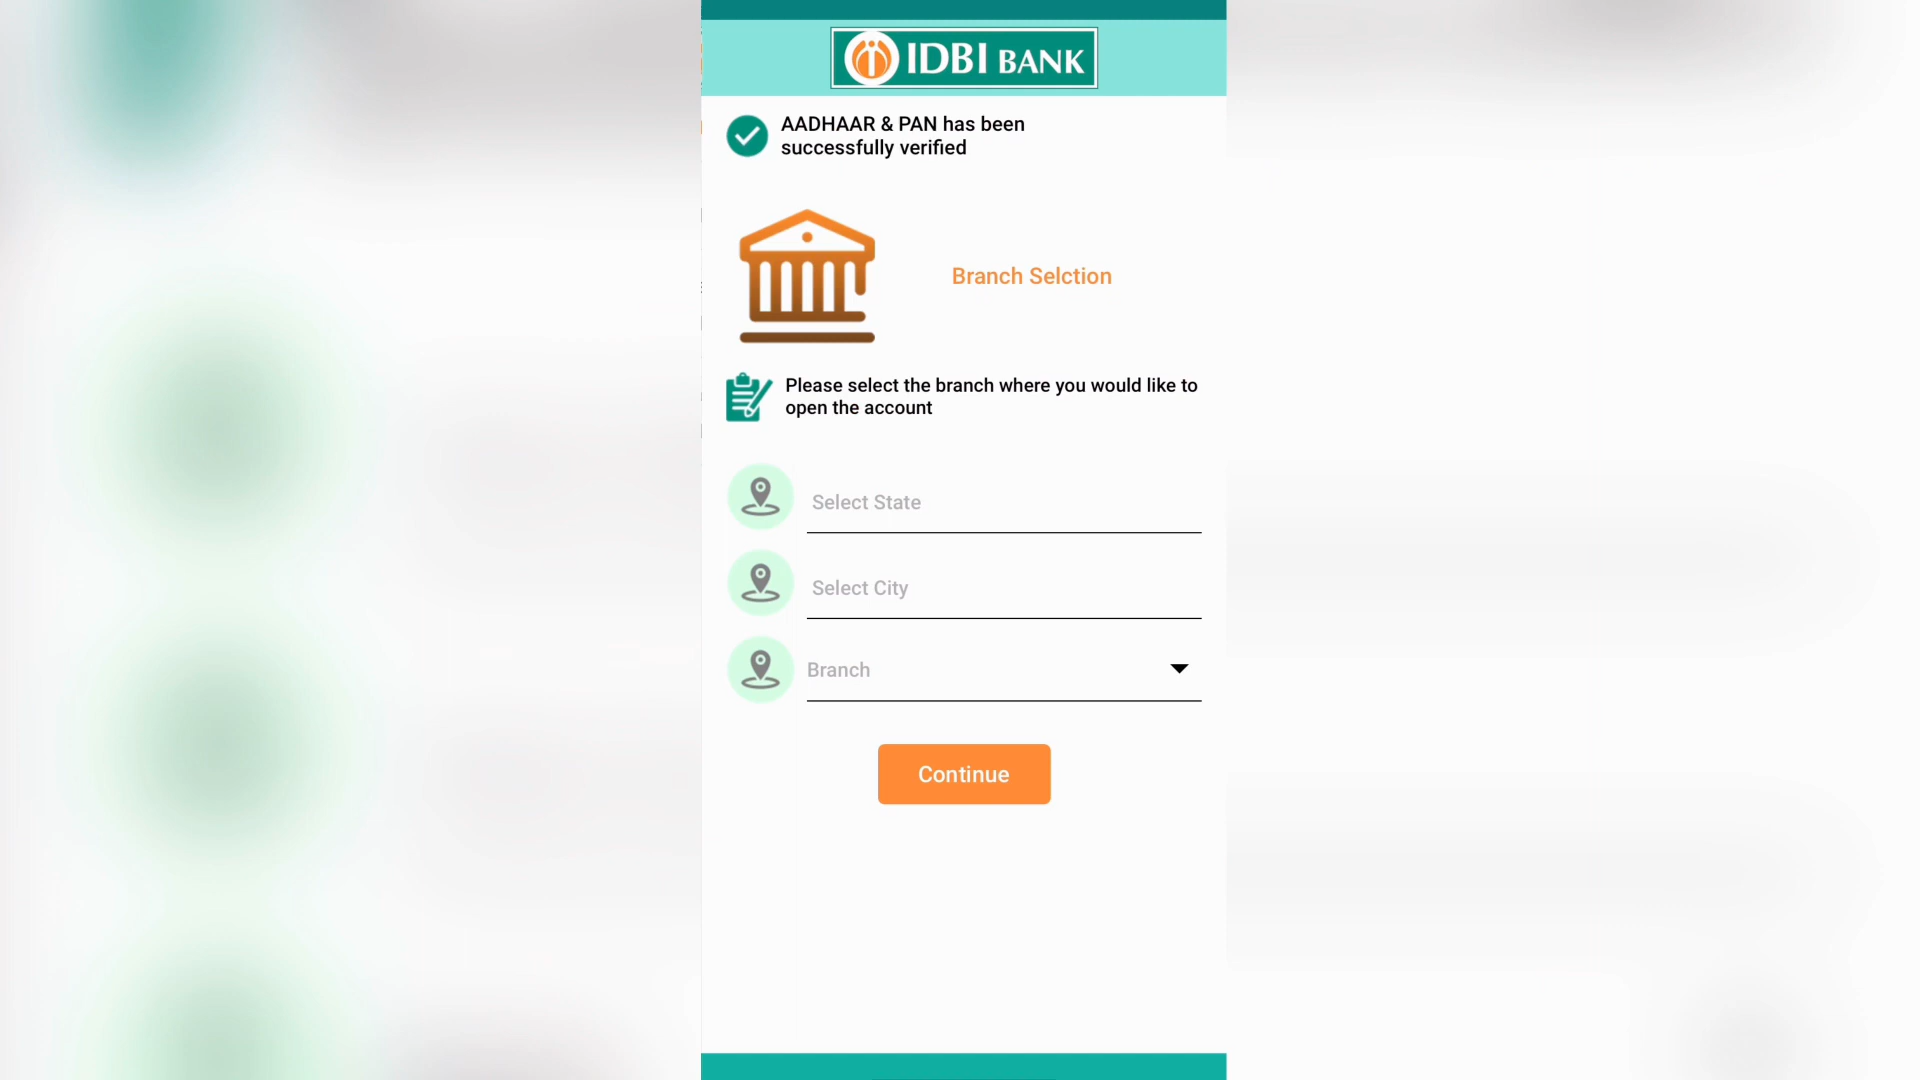 IDBI BANK
AADHAAR & PAN has been
successfully verified
Branch Selction
Please select the branch where you would like to
open the account
Select State
Select City
Branch
Continue